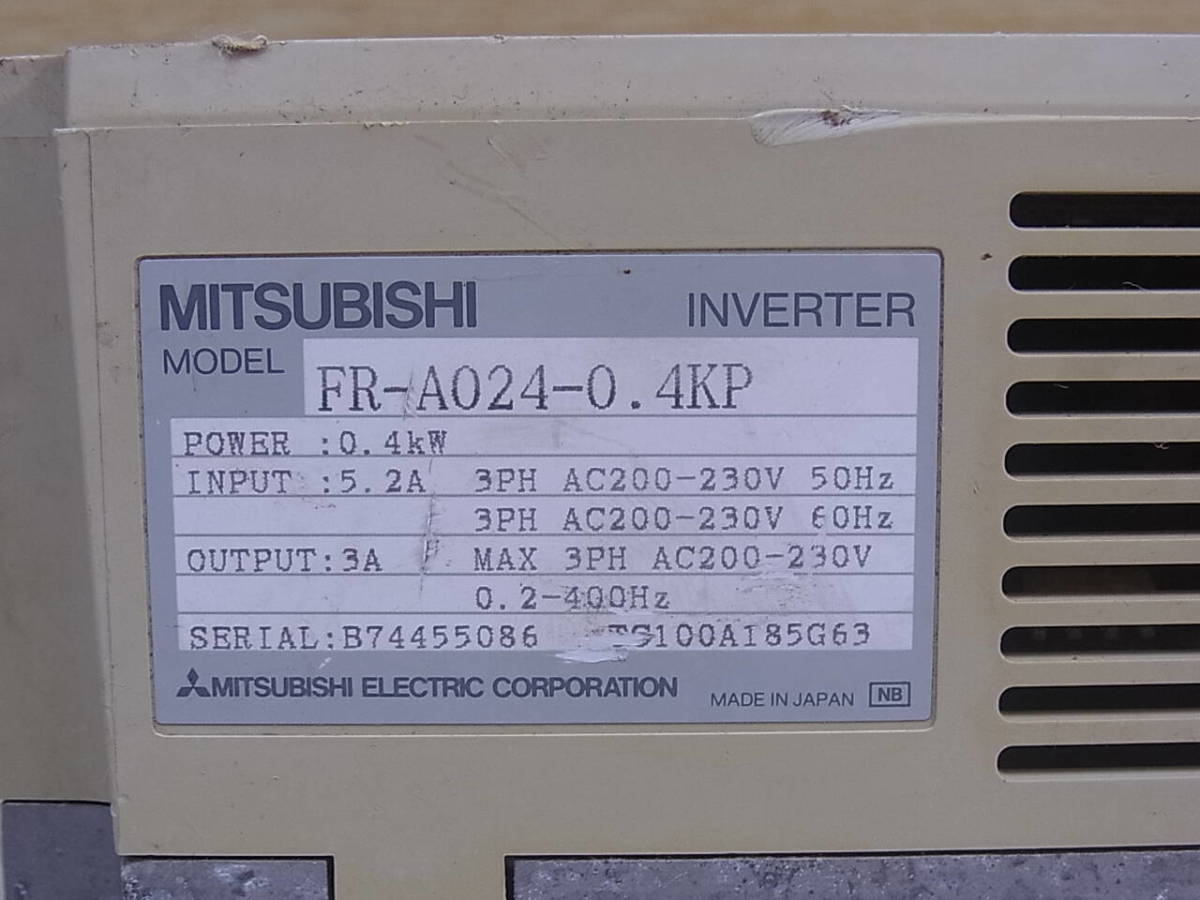 MITSUBISHI INVERTER
MODEL FR-A024-0.4KP
POWER :0.4kW
INPUT :5.2A 3PH AC200-230V 50Hz
3PH AC200-230V 60Hz
OUTPUT:3A MAX 3PH AC200-230V
0.2-400Hz
SERIAL:B74455086 TS100A185G63
MITSUBISHI ELECTRIC CORPORATION MADE IN JAPAN NB